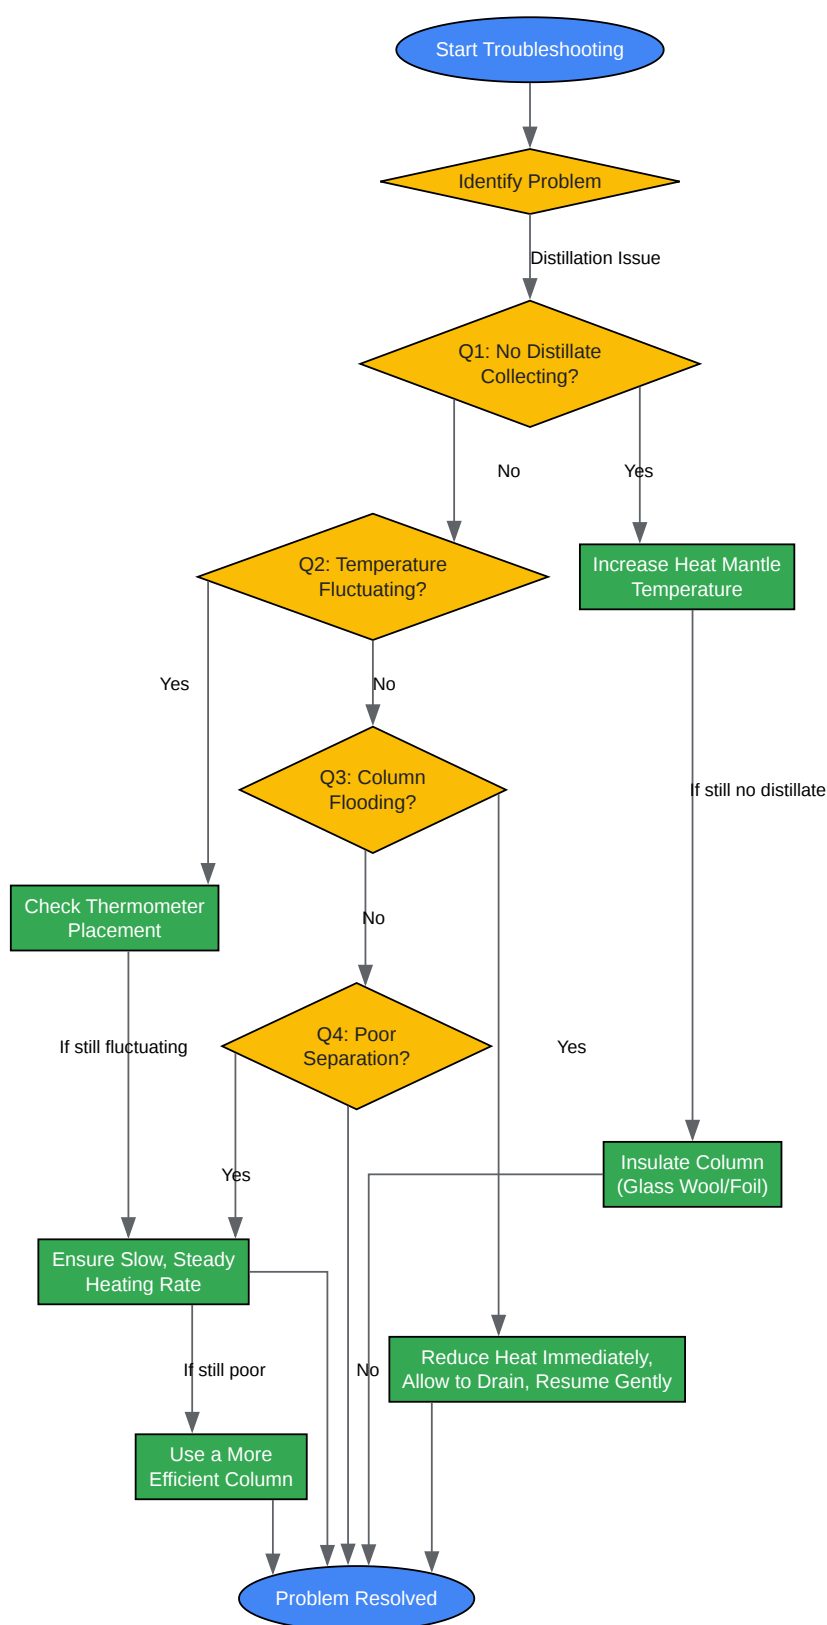 Start Troubleshooting
Identify Problem
Distillation Issue
Q1: No Distillate
Collecting?
No
Yes
Q2: Temperature
Fluctuating?
Increase Heat Mantle
Temperature
Yes
No
Q3: Column
Flooding?
If still no distillate
Check Thermometer
Placement
No
Q4: Poor
Separation?
If still fluctuating
Yes
Yes
Insulate Column
(Glass Wool/Foil)
Ensure Slow, Steady
Heating Rate
If still poor
No
Reduce Heat Immediately,
Allow to Drain, Resume Gently
Use a More
Efficient Column
Problem Resolved